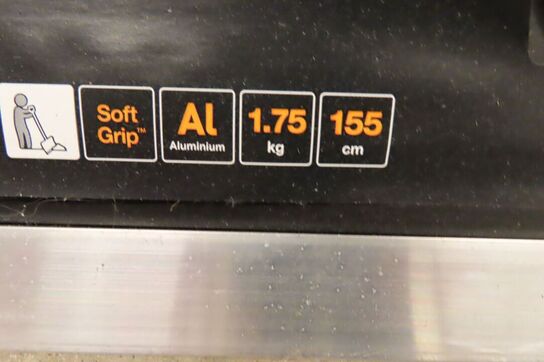 Soft
Grip™
Al
Aluminium
1.75
kg
155
cm